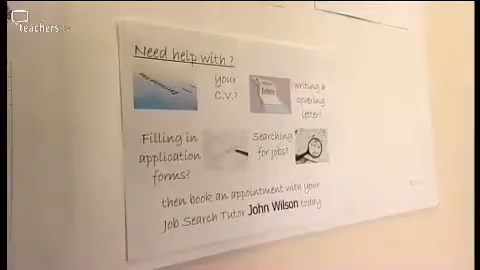 teachers tv
Need help with?
your
C.V.?
writing a
covering
letter?
Filling in
application
forms?
Searching
for jobs?
then book an appointment with your
Job Search Tutor John Wilson today